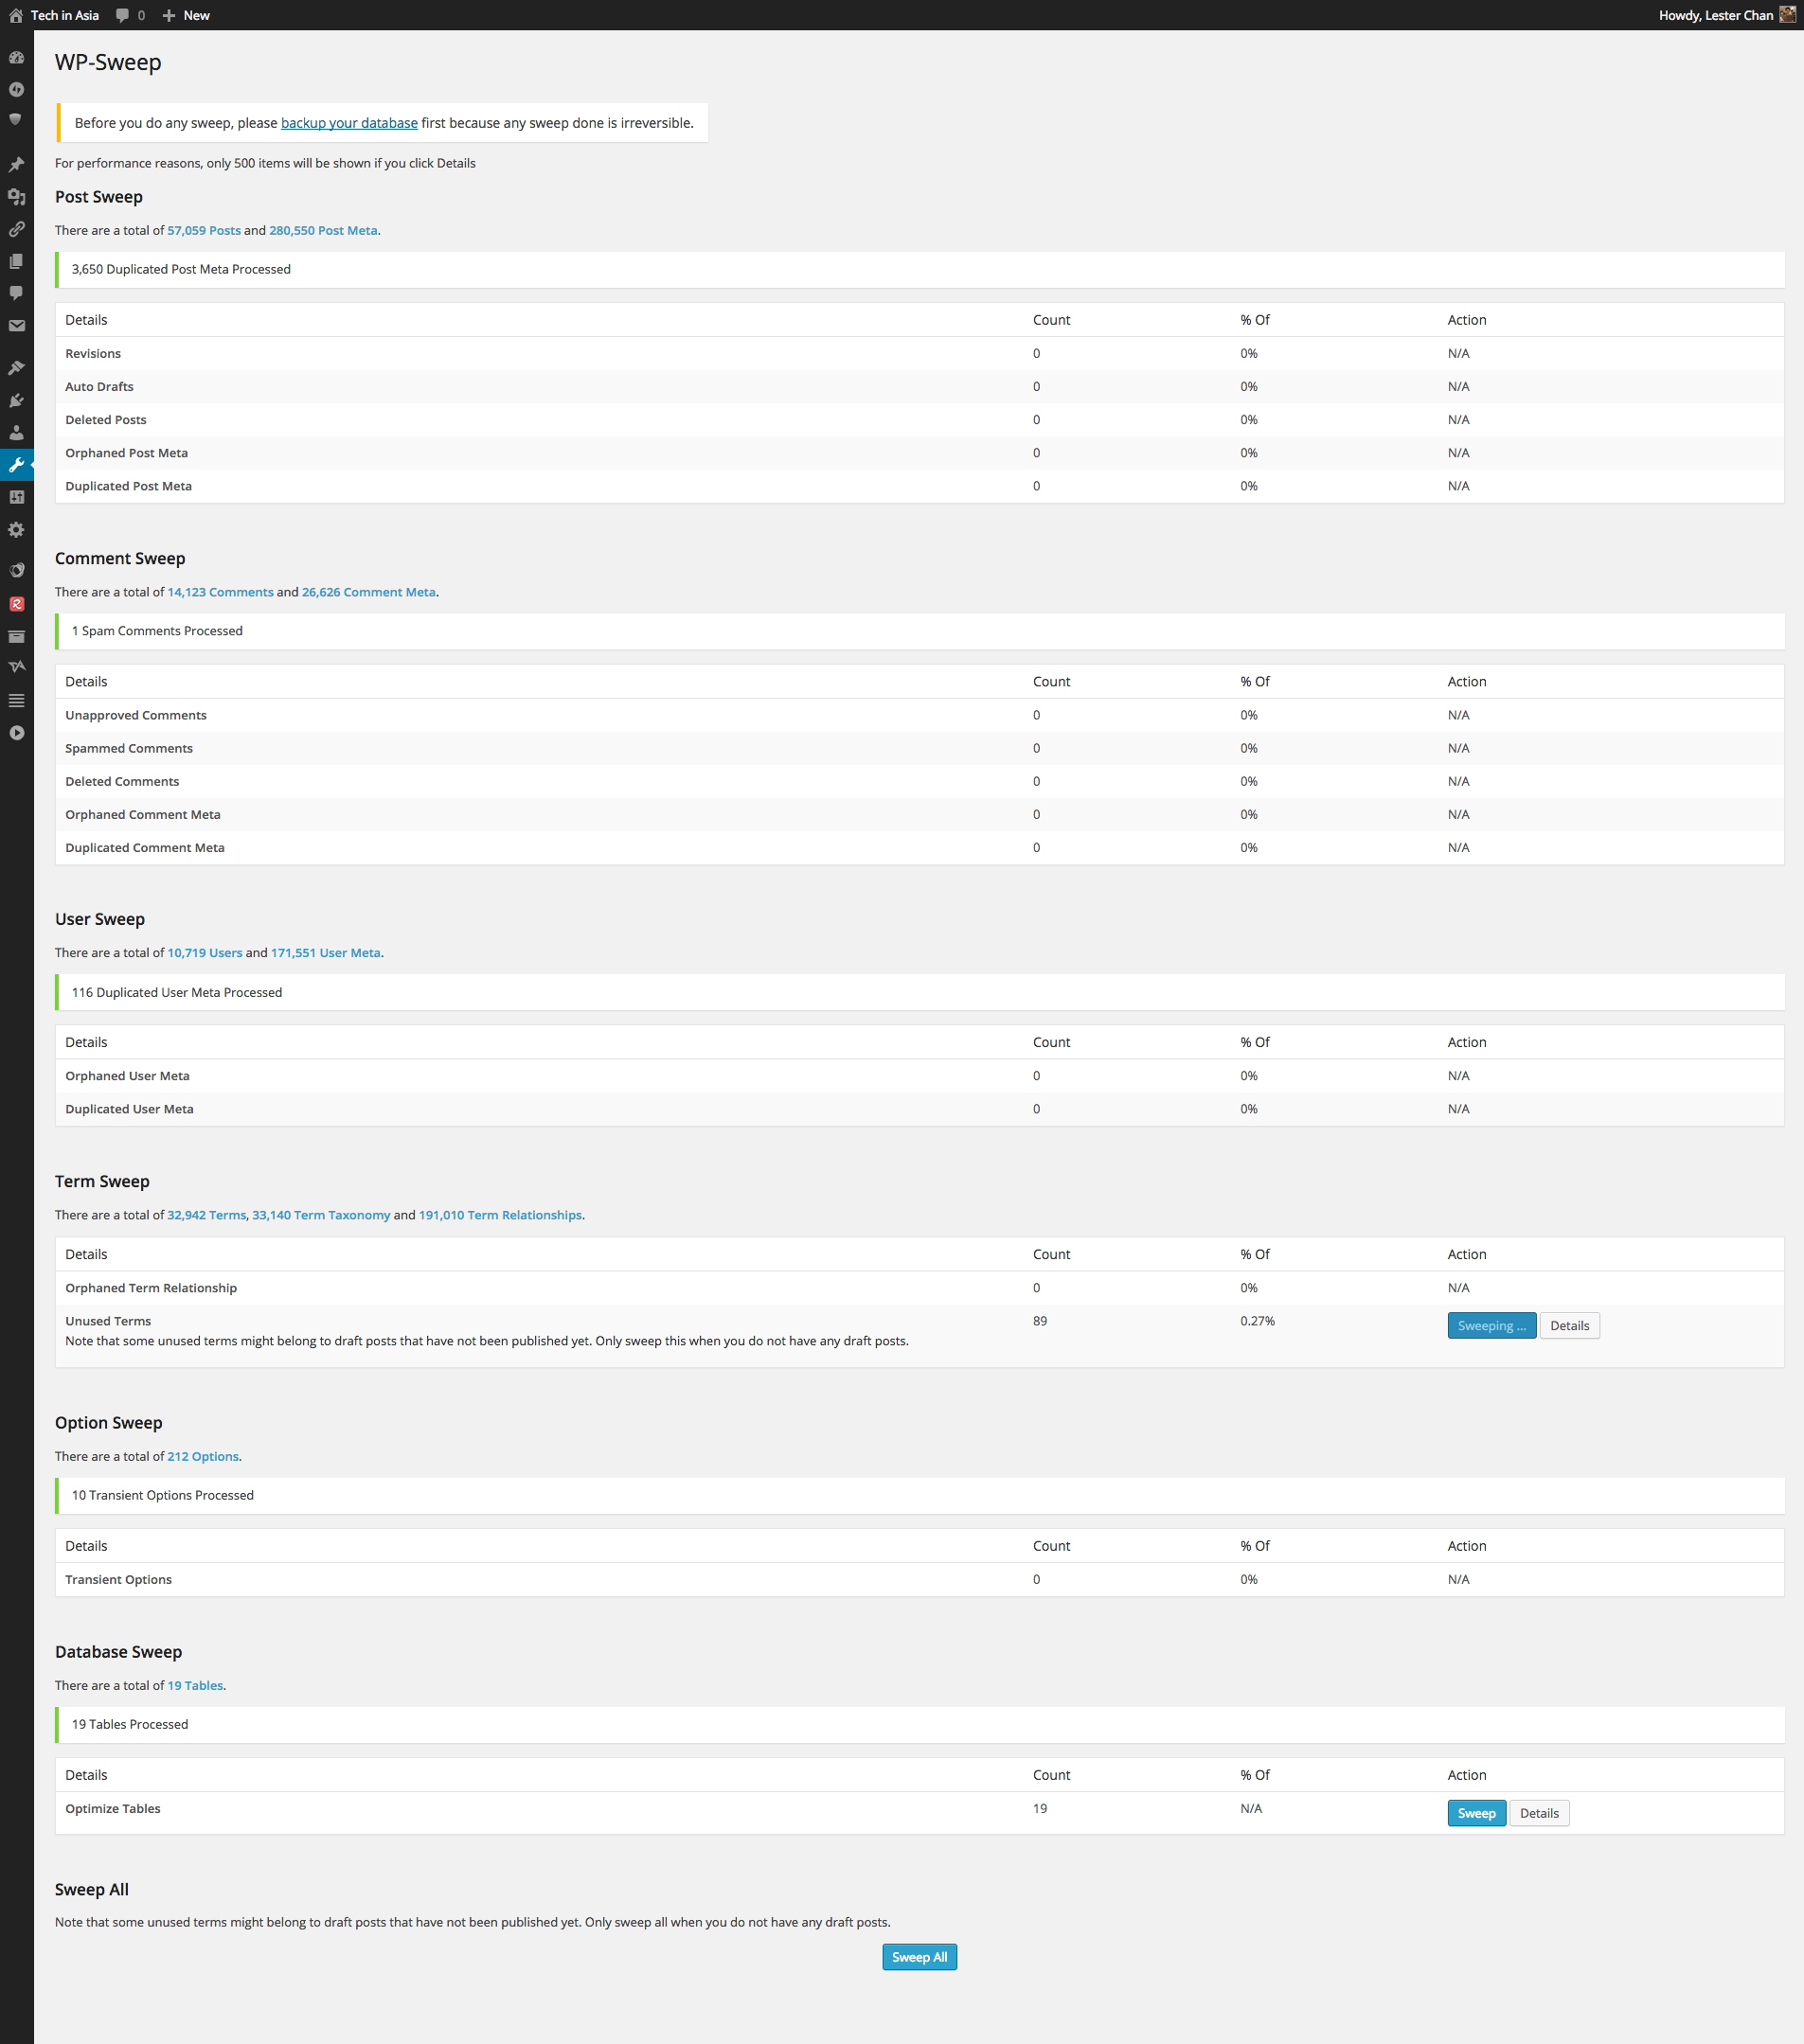 Tech in Asia 0 New Howdy, Lester Chan
WP-Sweep
Before you do any sweep, please backup your database first because any sweep done is irreversible.
For performance reasons, only 500 items will be shown if you click Details
Post Sweep
There are a total of 57,059 Posts and 280,550 Post Meta.
3,650 Duplicated Post Meta Processed
Details Count % Of Action
Revisions 0 0% N/A
Auto Drafts 0 0% N/A
Deleted Posts 0 0% N/A
Orphaned Post Meta 0 0% N/A
Duplicated Post Meta 0 0% N/A
Comment Sweep
There are a total of 14,123 Comments and 26,626 Comment Meta.
1 Spam Comments Processed
Details Count % Of Action
Unapproved Comments 0 0% N/A
Spammed Comments 0 0% N/A
Deleted Comments 0 0% N/A
Orphaned Comment Meta 0 0% N/A
Duplicated Comment Meta 0 0% N/A
User Sweep
There are a total of 10,719 Users and 171,551 User Meta.
116 Duplicated User Meta Processed
Details Count % Of Action
Orphaned User Meta 0 0% N/A
Duplicated User Meta 0 0% N/A
Term Sweep
There are a total of 32,942 Terms, 33,140 Term Taxonomy and 191,010 Term Relationships.
Details Count % Of Action
Orphaned Term Relationship 0 0% N/A
Unused Terms 89 0.27% Sweeping ... Details
Note that some unused terms might belong to draft posts that have not been published yet. Only sweep this when you do not have any draft posts.
Option Sweep
There are a total of 212 Options.
10 Transient Options Processed
Details Count % Of Action
Transient Options 0 0% N/A
Database Sweep
There are a total of 19 Tables.
19 Tables Processed
Details Count % Of Action
Optimize Tables 19 N/A Sweep Details
Sweep All
Note that some unused terms might belong to draft posts that have not been published yet. Only sweep all when you do not have any draft posts.
Sweep All